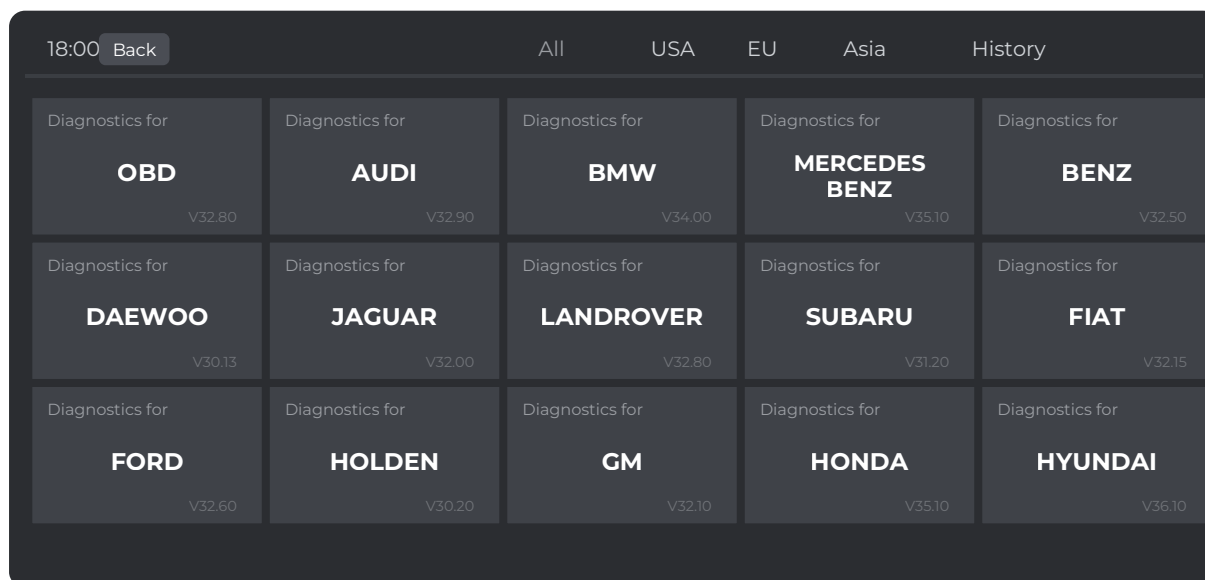 18:00 Back All USA EU Asia History
Diagnostics for Diagnostics for Diagnostics for Diagnostics for Diagnostics for
OBD AUDI BMW MERCEDES BENZ BENZ
V32.80 V32.90 V34.00 V35.10 V32.50
Diagnostics for Diagnostics for Diagnostics for Diagnostics for Diagnostics for
DAEWOO JAGUAR LANDROVER SUBARU FIAT
V30.13 V32.00 V32.80 V31.20 V32.15
Diagnostics for Diagnostics for Diagnostics for Diagnostics for Diagnostics for
FORD HOLDEN GM HONDA HYUNDAI
V32.60 V30.20 V32.10 V35.10 V36.10